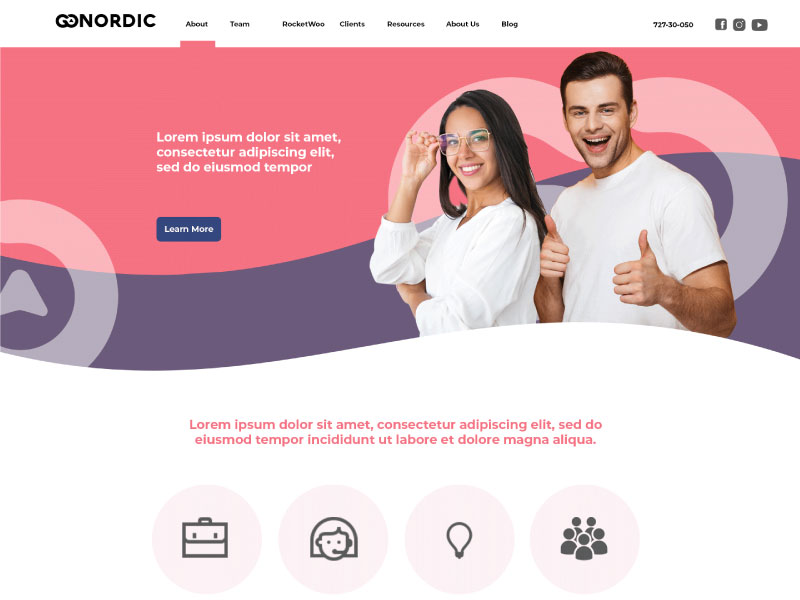 NORDIC
About Team RocketWoo Clients Resources About Us Blog 727-30-050
Lorem ipsum dolor sit amet,
consectetur adipiscing elit,
sed do eiusmod tempor
Learn More
Lorem ipsum dolor sit amet, consectetur adipiscing elit, sed do
eiusmod tempor incididunt ut labore et dolore magna aliqua.